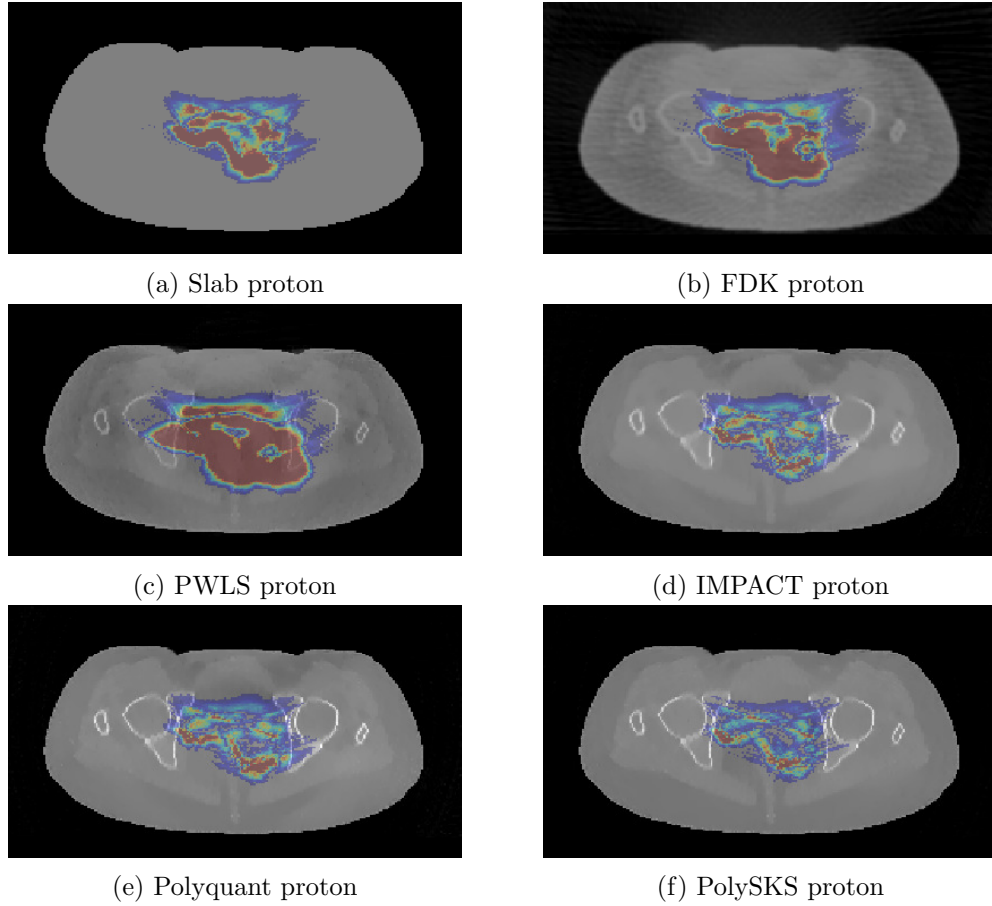 (a) Slab proton
(b) FDK proton
(c) PWLS proton
(d) IMPACT proton
(e) Polyquant proton
(f) PolySKS proton